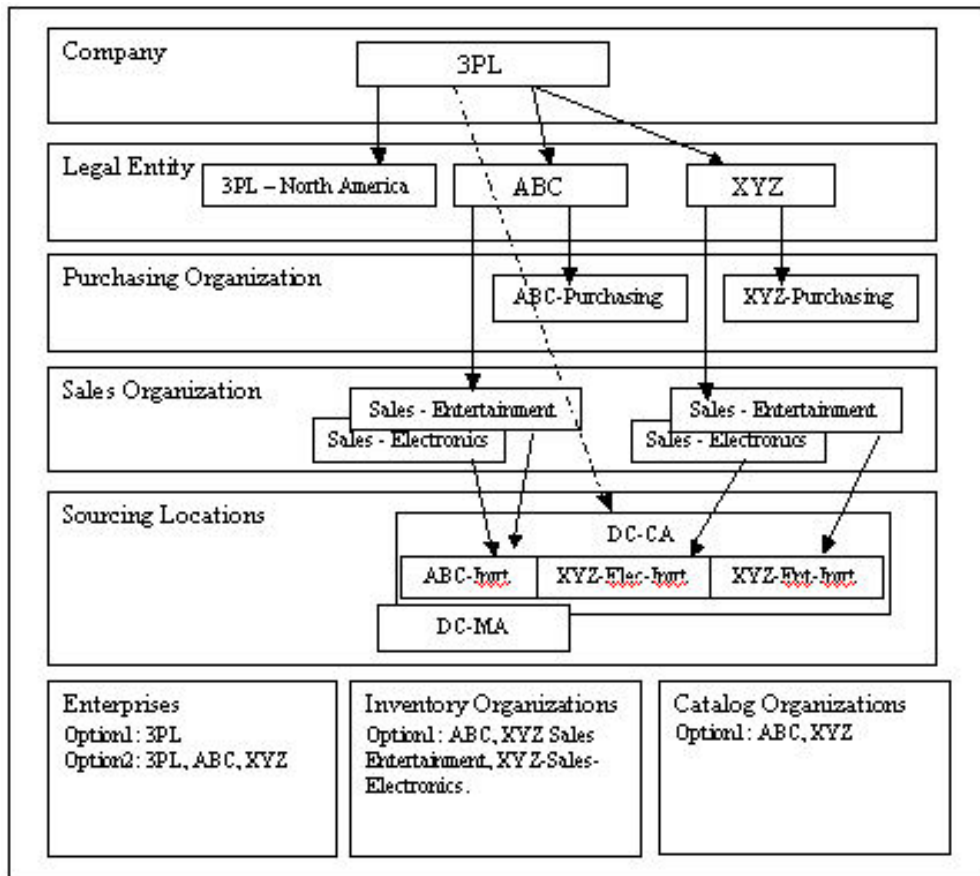 Company
3PL
Legal Entity
3PL – North America
ABC
XYZ
Purchasing Organization
ABC-Purchasing
XYZ-Purchasing
Sales Organization
Sales - Entertainment
Sales - Electronics
Sales - Entertainment
Sales - Electronics
Sourcing Locations
DC-CA
ABC-Invt
XYZ-Elec-Invt
XYZ-Ent-Invt
DC-MA
Enterprises
Option1: 3PL
Option2: 3PL, ABC, XYZ
Inventory Organizations
Option1: ABC, XYZ Sales
Entertainment, XYZ-Sales-
Electronics.
Catalog Organizations
Option1: ABC, XYZ